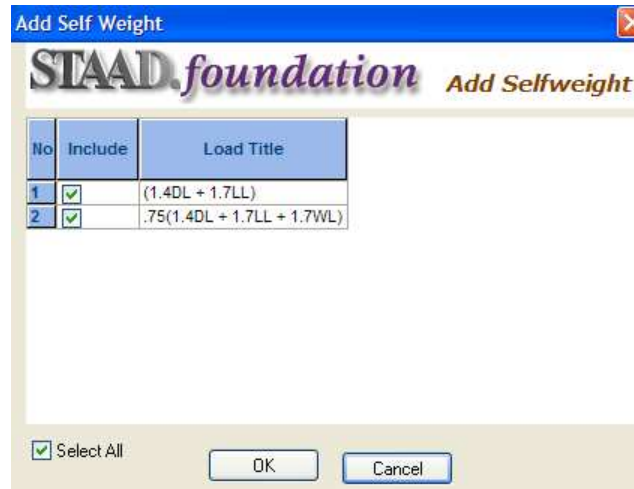 Add Self Weight
STAAD.foundation Add Selfweight
No Include Load Title
1 (1.4DL + 1.7LL)
2 .75(1.4DL + 1.7LL + 1.7WL)
Select All
OK Cancel